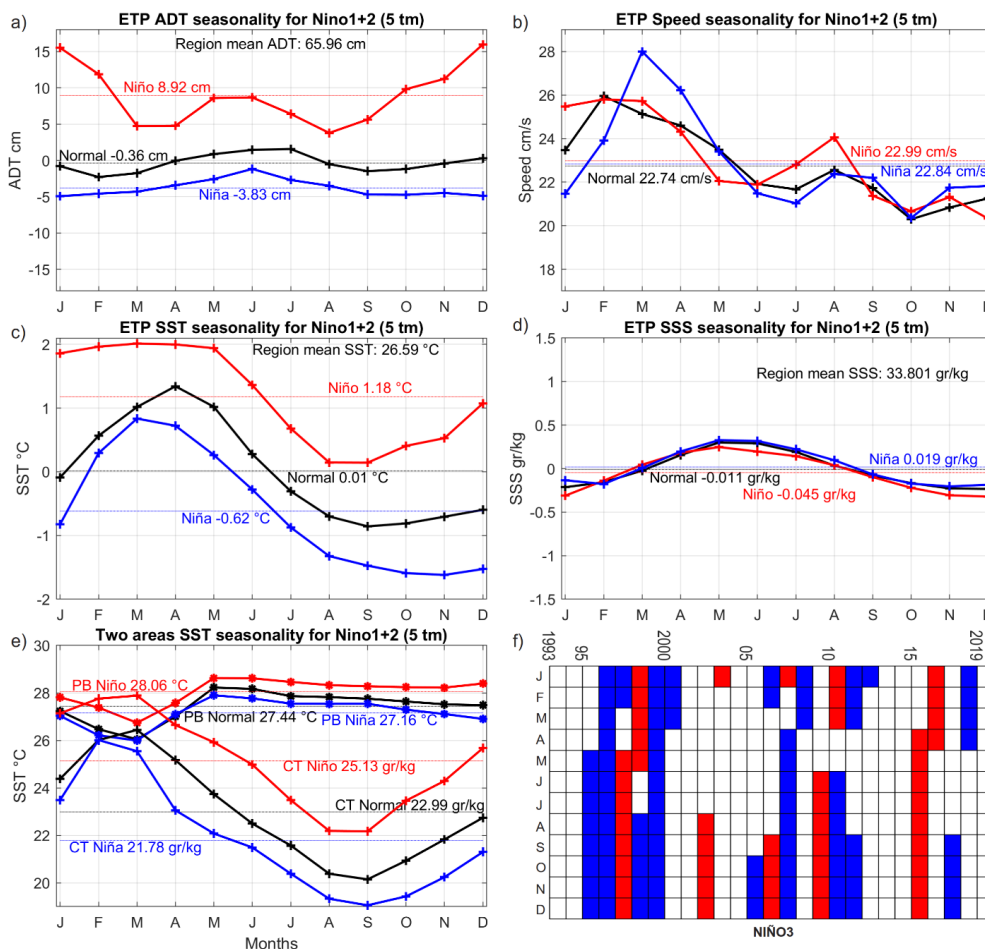 a)
ETP ADT seasonality for Nino1+2 (5 tm)
Region mean ADT: 65.96 cm
Niño 8.92 cm
Normal -0.36 cm
Niña -3.83 cm
ADT cm
15
10
5
0
-5
-10
-15
J F M A M J J A S O N D
b)
ETP Speed seasonality for Nino1+2 (5 tm)
Niño 22.99 cm/s
Niña 22.84 cm/s
Normal 22.74 cm/s
Speed cm/s
28
26
24
22
20
18
J F M A M J J A S O N D
c)
ETP SST seasonality for Nino1+2 (5 tm)
Region mean SST: 26.59 °C
Niño 1.18 °C
Normal 0.01 °C
Niña -0.62 °C
SST °C
2
1
0
-1
-2
J F M A M J J A S O N D
d)
ETP SSS seasonality for Nino1+2 (5 tm)
Region mean SSS: 33.801 gr/kg
Niña 0.019 gr/kg
Normal -0.011 gr/kg
Niño -0.045 gr/kg
SSS gr/kg
1.5
1
0.5
0
-0.5
-1
-1.5
J F M A M J J A S O N D
e)
Two areas SST seasonality for Nino1+2 (5 tm)
PB Niño 28.06 °C
PB Normal 27.44 °C
PB Niña 27.16 °C
CT Niño 25.13 gr/kg
CT Normal 22.99 gr/kg
CT Niña 21.78 gr/kg
SST °C
30
28
26
24
22
20
J F M A M J J A S O N D
Months
f)
1993 95 2000 05 10 15 2019
J
F
M
A
M
J
J
A
S
O
N
D
NIÑO3